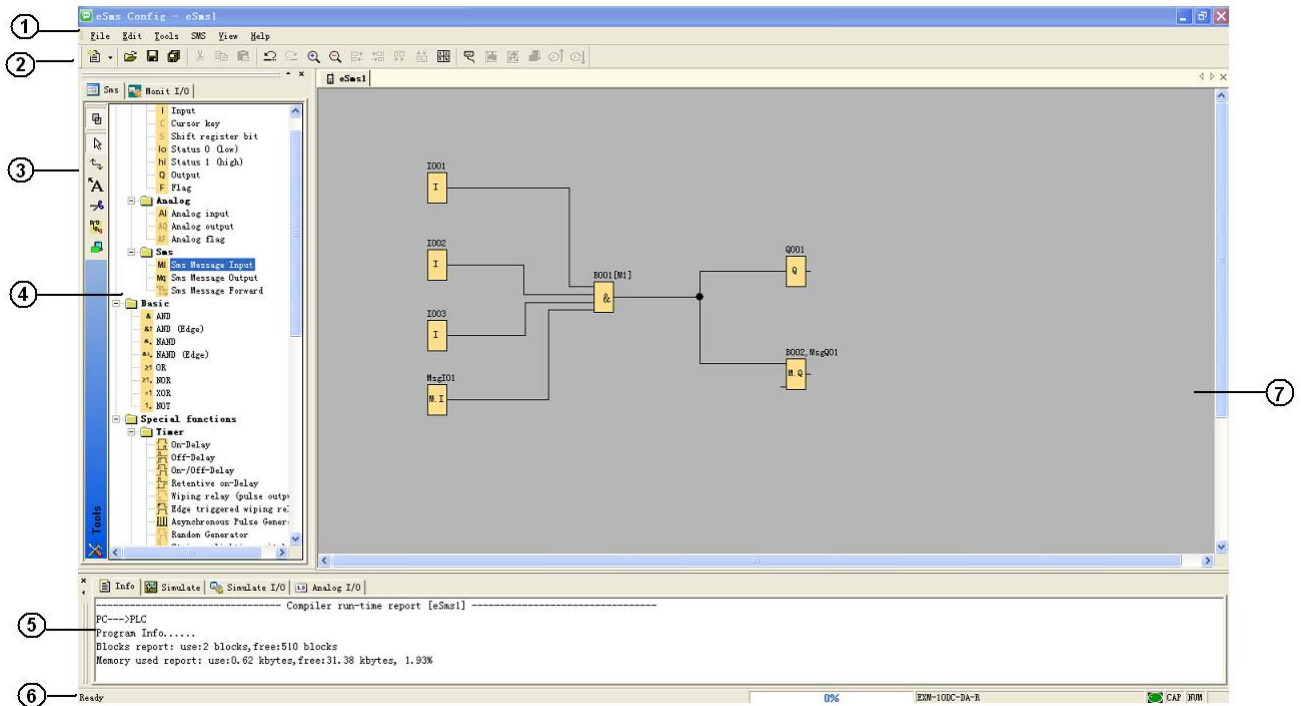 eSms Config - eSms1
File Edit Tools SMS View Help
Sms Monit I/O
eSms1
I Input
C Cursor key
S Shift register bit
lo Status 0 (low)
hi Status 1 (high)
Q Output
F Flag
Analog
AI Analog input
AQ Analog output
AF Analog flag
Sms
MI Sms Message Input
Mq Sms Message Output
Sms Message Forward
Basic
& AND
&↑ AND (Edge)
&. NAND
&↓. NAND (Edge)
≥1 OR
≥1. NOR
=1 XOR
1. NOT
Special functions
Timer
On-Delay
Off-Delay
On-/Off-Delay
Retentive on-Delay
Wiping relay (pulse outpu
Edge triggered wiping rel
Asynchronous Pulse Gener
Random Generator
Tools
I001
I
I002
I
I003
I
MsgI01
M.I
B001[M1]
&
Q001
Q
B002,MsgQ01
M.Q
Info Simulate Simulate I/O Analog I/O
---------------------------------- Compiler run-time report [eSms1] ----------------------------------
PC--->PLC
Program Info......
Blocks report: use:2 blocks,free:510 blocks
Memory used report: use:0.62 kbytes,free:31.38 kbytes, 1.93%
Ready 0% EXM-10DC-DA-R CAP NUM
1
2
3
4
5
6
7